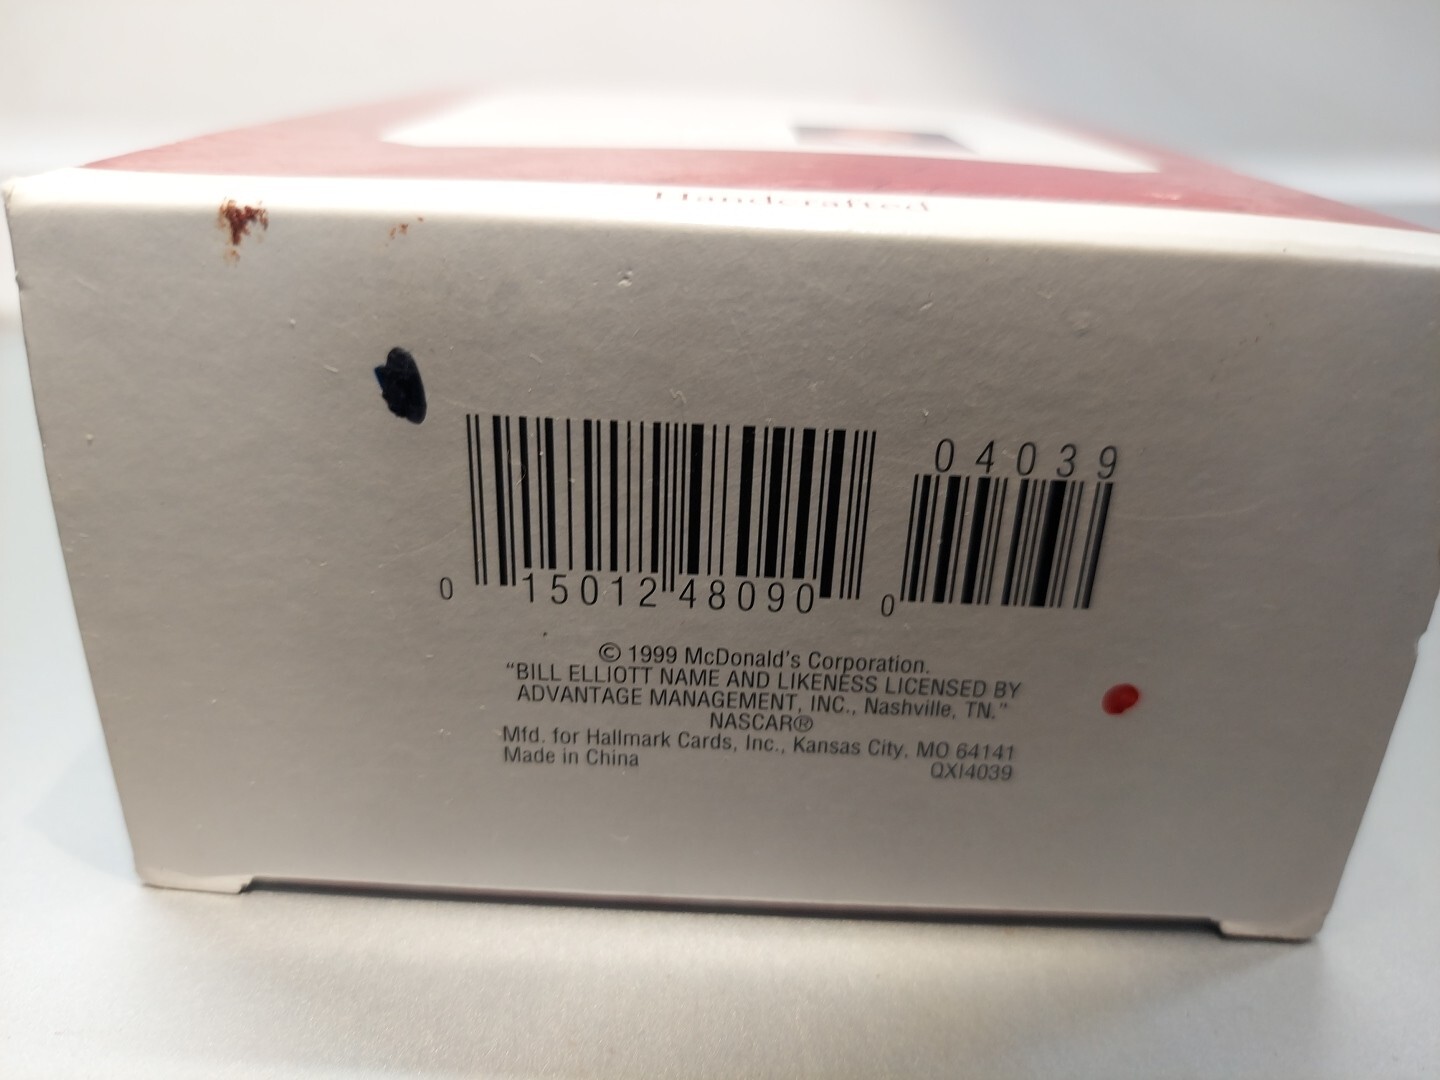 Handcrafted
04039
0 15012 48090 0
© 1999 McDonald's Corporation.
"BILL ELLIOTT NAME AND LIKENESS LICENSED BY
ADVANTAGE MANAGEMENT, INC., Nashville, TN."
NASCAR®
Mfd. for Hallmark Cards, Inc., Kansas City, MO 64141
Made in China QXI4039